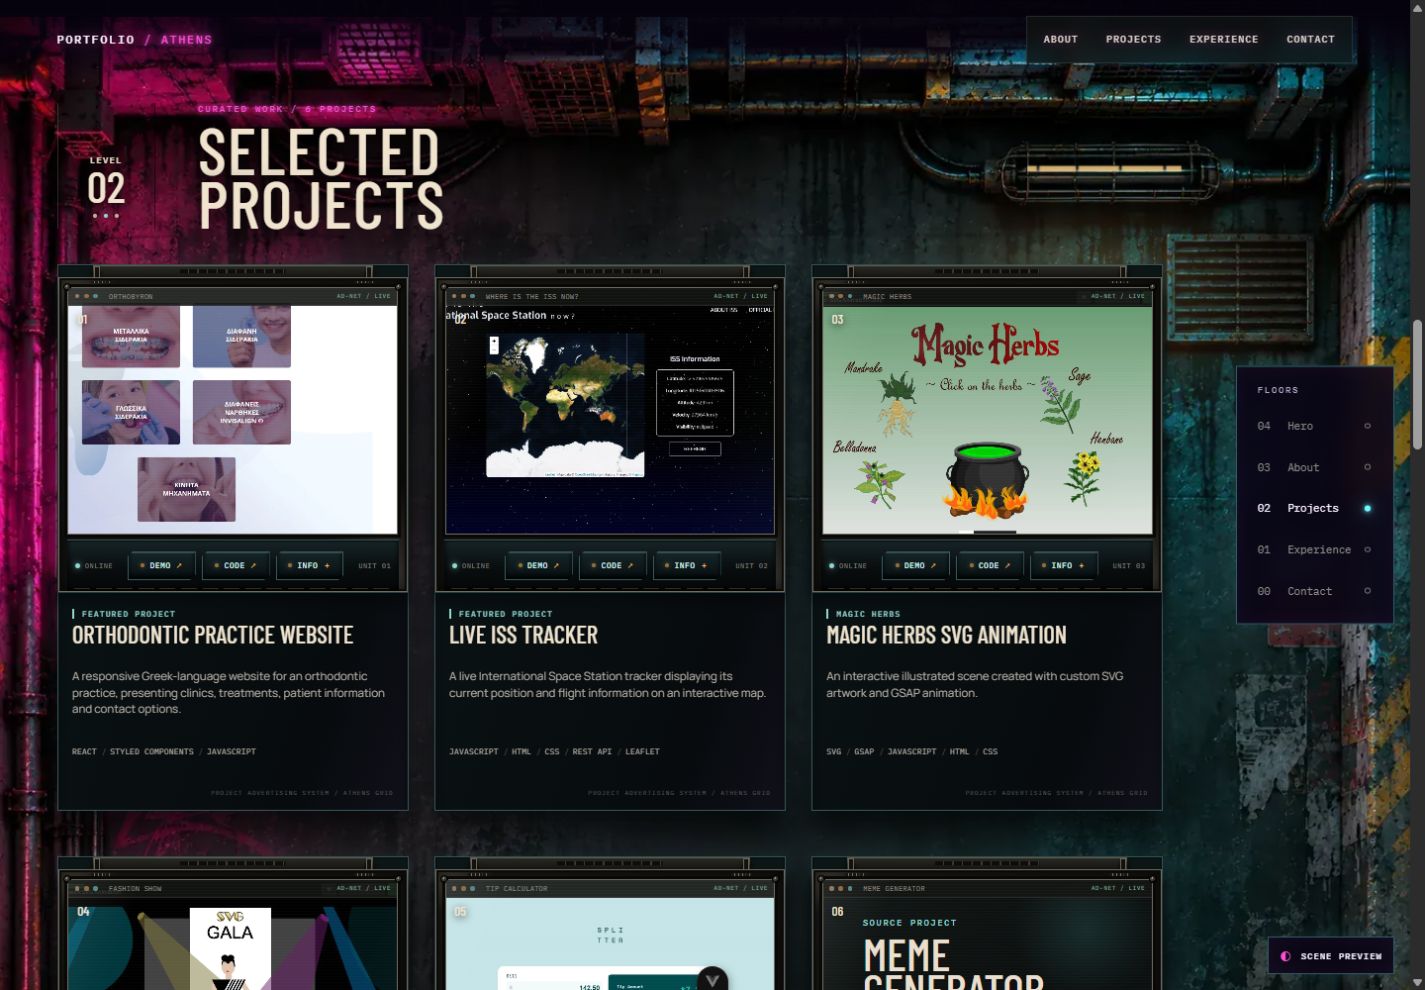 PORTFOLIO / ATHENS
ABOUT PROJECTS EXPERIENCE CONTACT
CURATED WORK / 6 PROJECTS
SELECTED
PROJECTS
LEVEL
02
ORTHOBYRON AD-NET / LIVE
01
ΜΕΤΑΛΛΙΚΑ
ΣΙΔΕΡΑΚΙΑ
ΔΙΑΦΑΝΗ
ΣΙΔΕΡΑΚΙΑ
ΓΛΩΣΣΙΚΑ
ΣΙΔΕΡΑΚΙΑ
ΔΙΑΦΑΝΕΙΣ
ΝΑΡΘΗΚΕΣ
INVISALIGN ©
ΚΙΝΗΤΑ
ΜΗΧΑΝΗΜΑΤΑ
ONLINE DEMO ↗ CODE ↗ INFO + UNIT 01
FEATURED PROJECT
ORTHODONTIC PRACTICE WEBSITE
A responsive Greek-language website for an orthodontic
practice, presenting clinics, treatments, patient information
and contact options.
REACT / STYLED COMPONENTS / JAVASCRIPT
PROJECT ADVERTISING SYSTEM / ATHENS GRID
WHERE IS THE ISS NOW? AD-NET / LIVE
02
ational Space Station NOW?
ABOUT ISS OFFICIAL
+
-
ISS Information
ONLINE DEMO ↗ CODE ↗ INFO + UNIT 02
FEATURED PROJECT
LIVE ISS TRACKER
A live International Space Station tracker displaying its
current position and flight information on an interactive map.
JAVASCRIPT / HTML / CSS / REST API / LEAFLET
PROJECT ADVERTISING SYSTEM / ATHENS GRID
MAGIC HERBS AD-NET / LIVE
03
Magic Herbs
~ Click on the herbs ~
Mandrake
Sage
Belladonna
Henbane
ONLINE DEMO ↗ CODE ↗ INFO + UNIT 03
MAGIC HERBS
MAGIC HERBS SVG ANIMATION
An interactive illustrated scene created with custom SVG
artwork and GSAP animation.
SVG / GSAP / JAVASCRIPT / HTML / CSS
PROJECT ADVERTISING SYSTEM / ATHENS GRID
FLOORS
04 Hero
03 About
02 Projects
01 Experience
00 Contact
FASHION SHOW AD-NET / LIVE
04
SVG
GALA
TIP CALCULATOR AD-NET / LIVE
05
SPLI
TTER
142.50
Tip Amount
MEME GENERATOR AD-NET / LIVE
06
SOURCE PROJECT
MEME
GENERATOR
SCENE PREVIEW